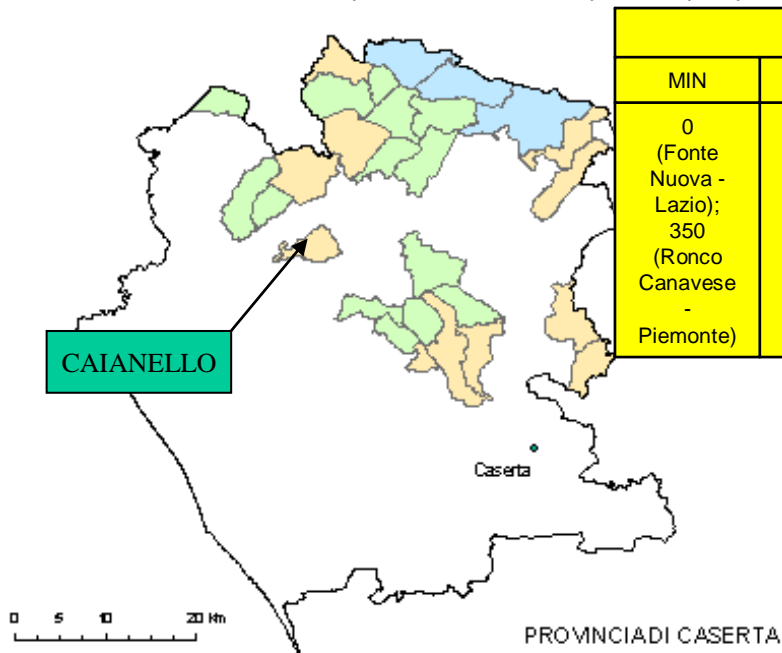 MIN
0
(Fonte
Nuova -
Lazio);
350
(Ronco
Canavese
-
Piemonte)
CAIANELLO
Caserta
0 5 10 20 km
PROVINCIA DI CASERTA